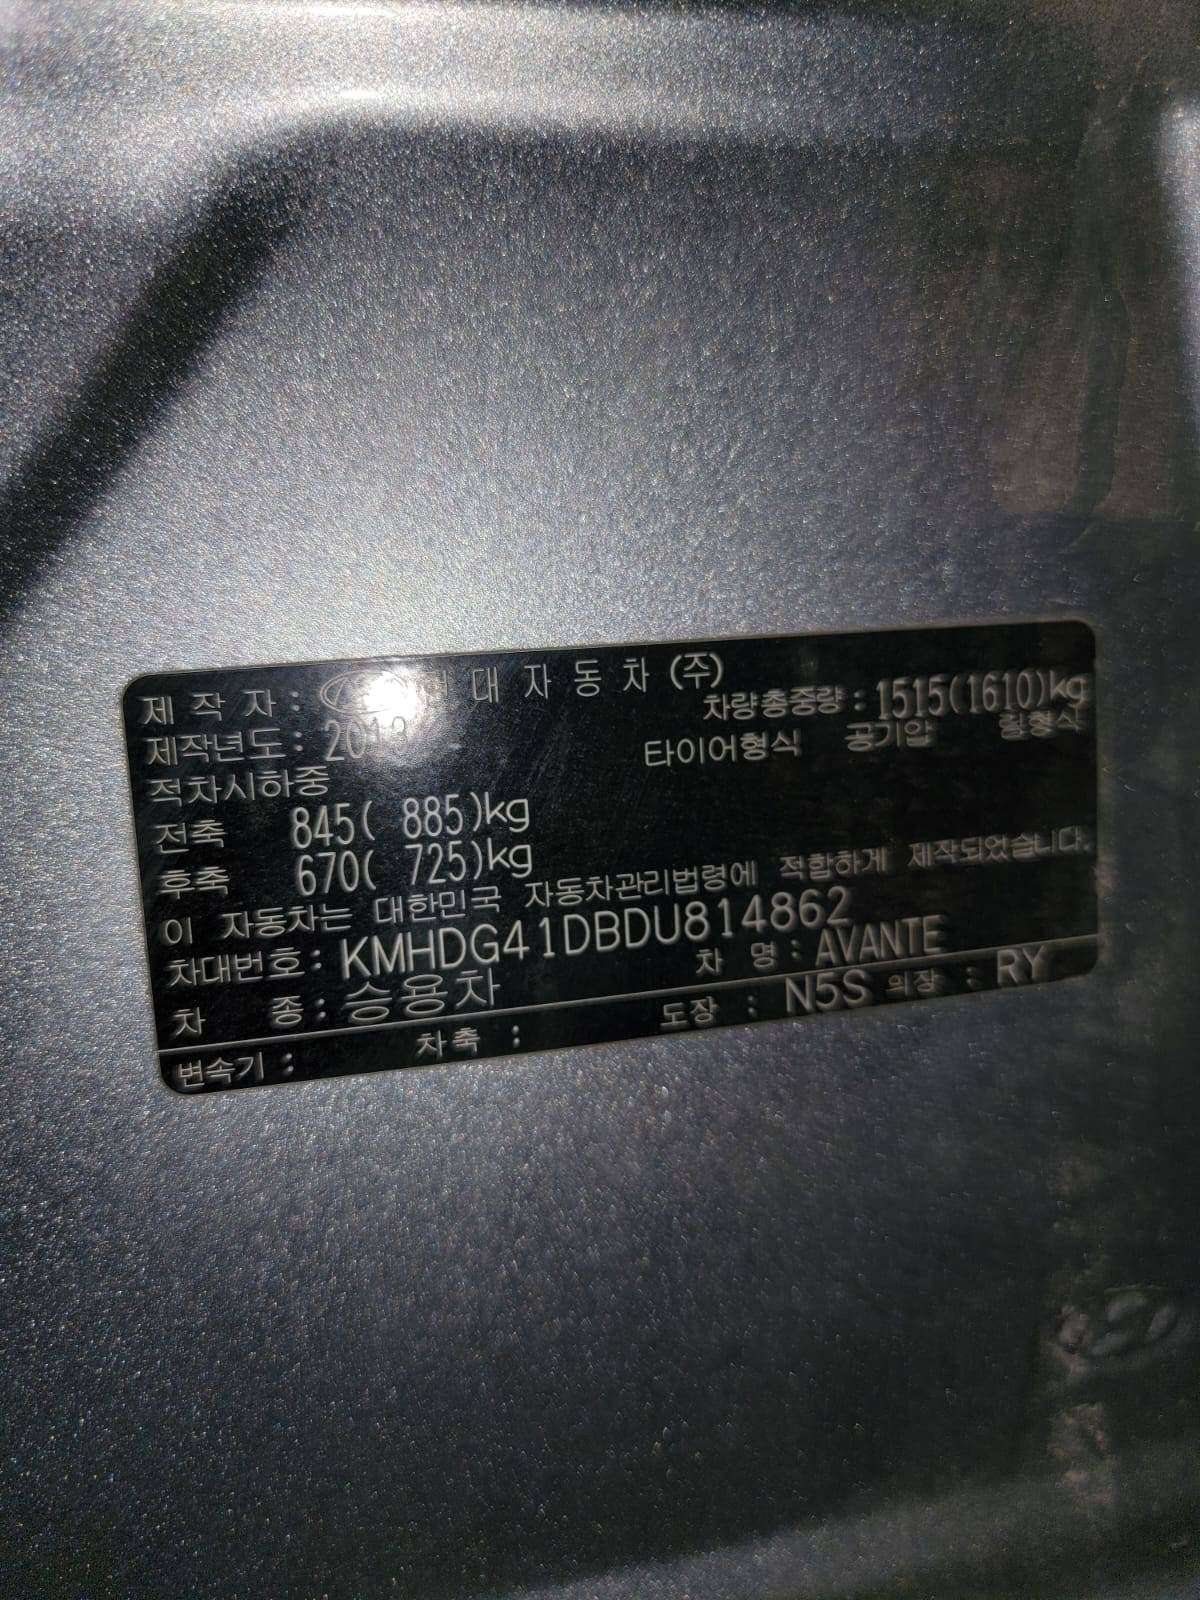 제 작 자 : 현 대 자 동 차 (주)
제작년도 : 2013
차량총중량 : 1515(1610)kg
적차시하중
타이어형식 공기압 림형식
전축 845( 885)kg
후축 670( 725)kg
이 자동차는 대한민국 자동차관리법령에 적합하게 제작되었습니다.
차대번호 : KMHDG41DBDU814862
차 종 : 승용차 차 명 : AVANTE
변속기 : 차축 : 도장 : N5S 의장 : RY